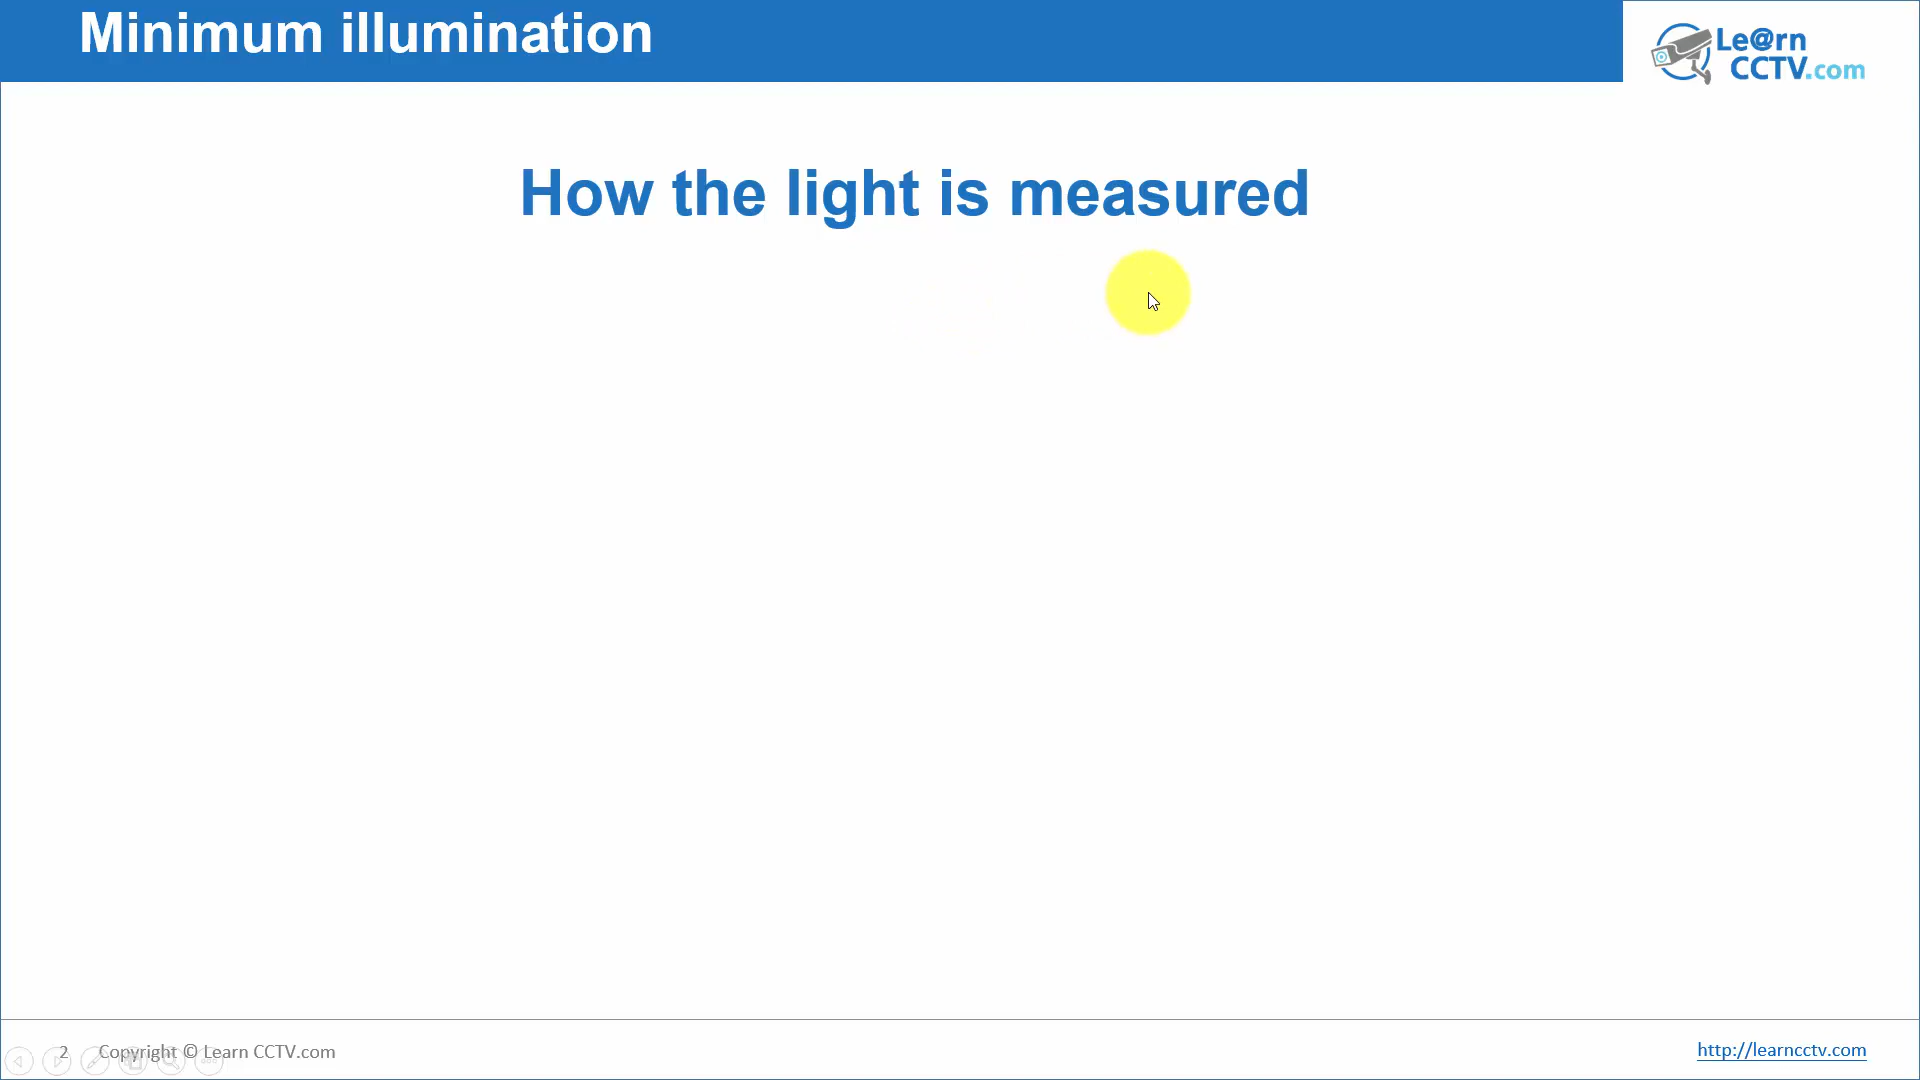 Minimum illumination
Le@rn
CCTV.com
How the light is measured
2 Copyright © Learn CCTV.com
http://learncctv.com